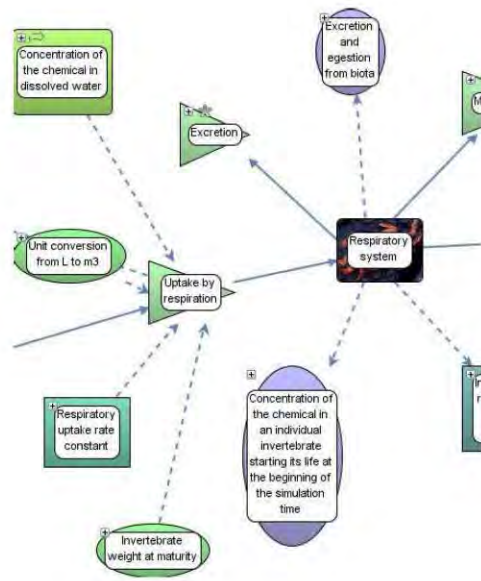 Excretion
and
egestion
from biota
Concentration of
the chemical in
dissolved water
Excretion
M
Unit conversion
from L to m3
Respiratory
system
Uptake by
respiration
Respiratory
uptake rate
constant
Concentration of
the chemical in
an individual
invertebrate
starting its life at
the beginning of
the simulation
time
Invertebrate
weight at maturity